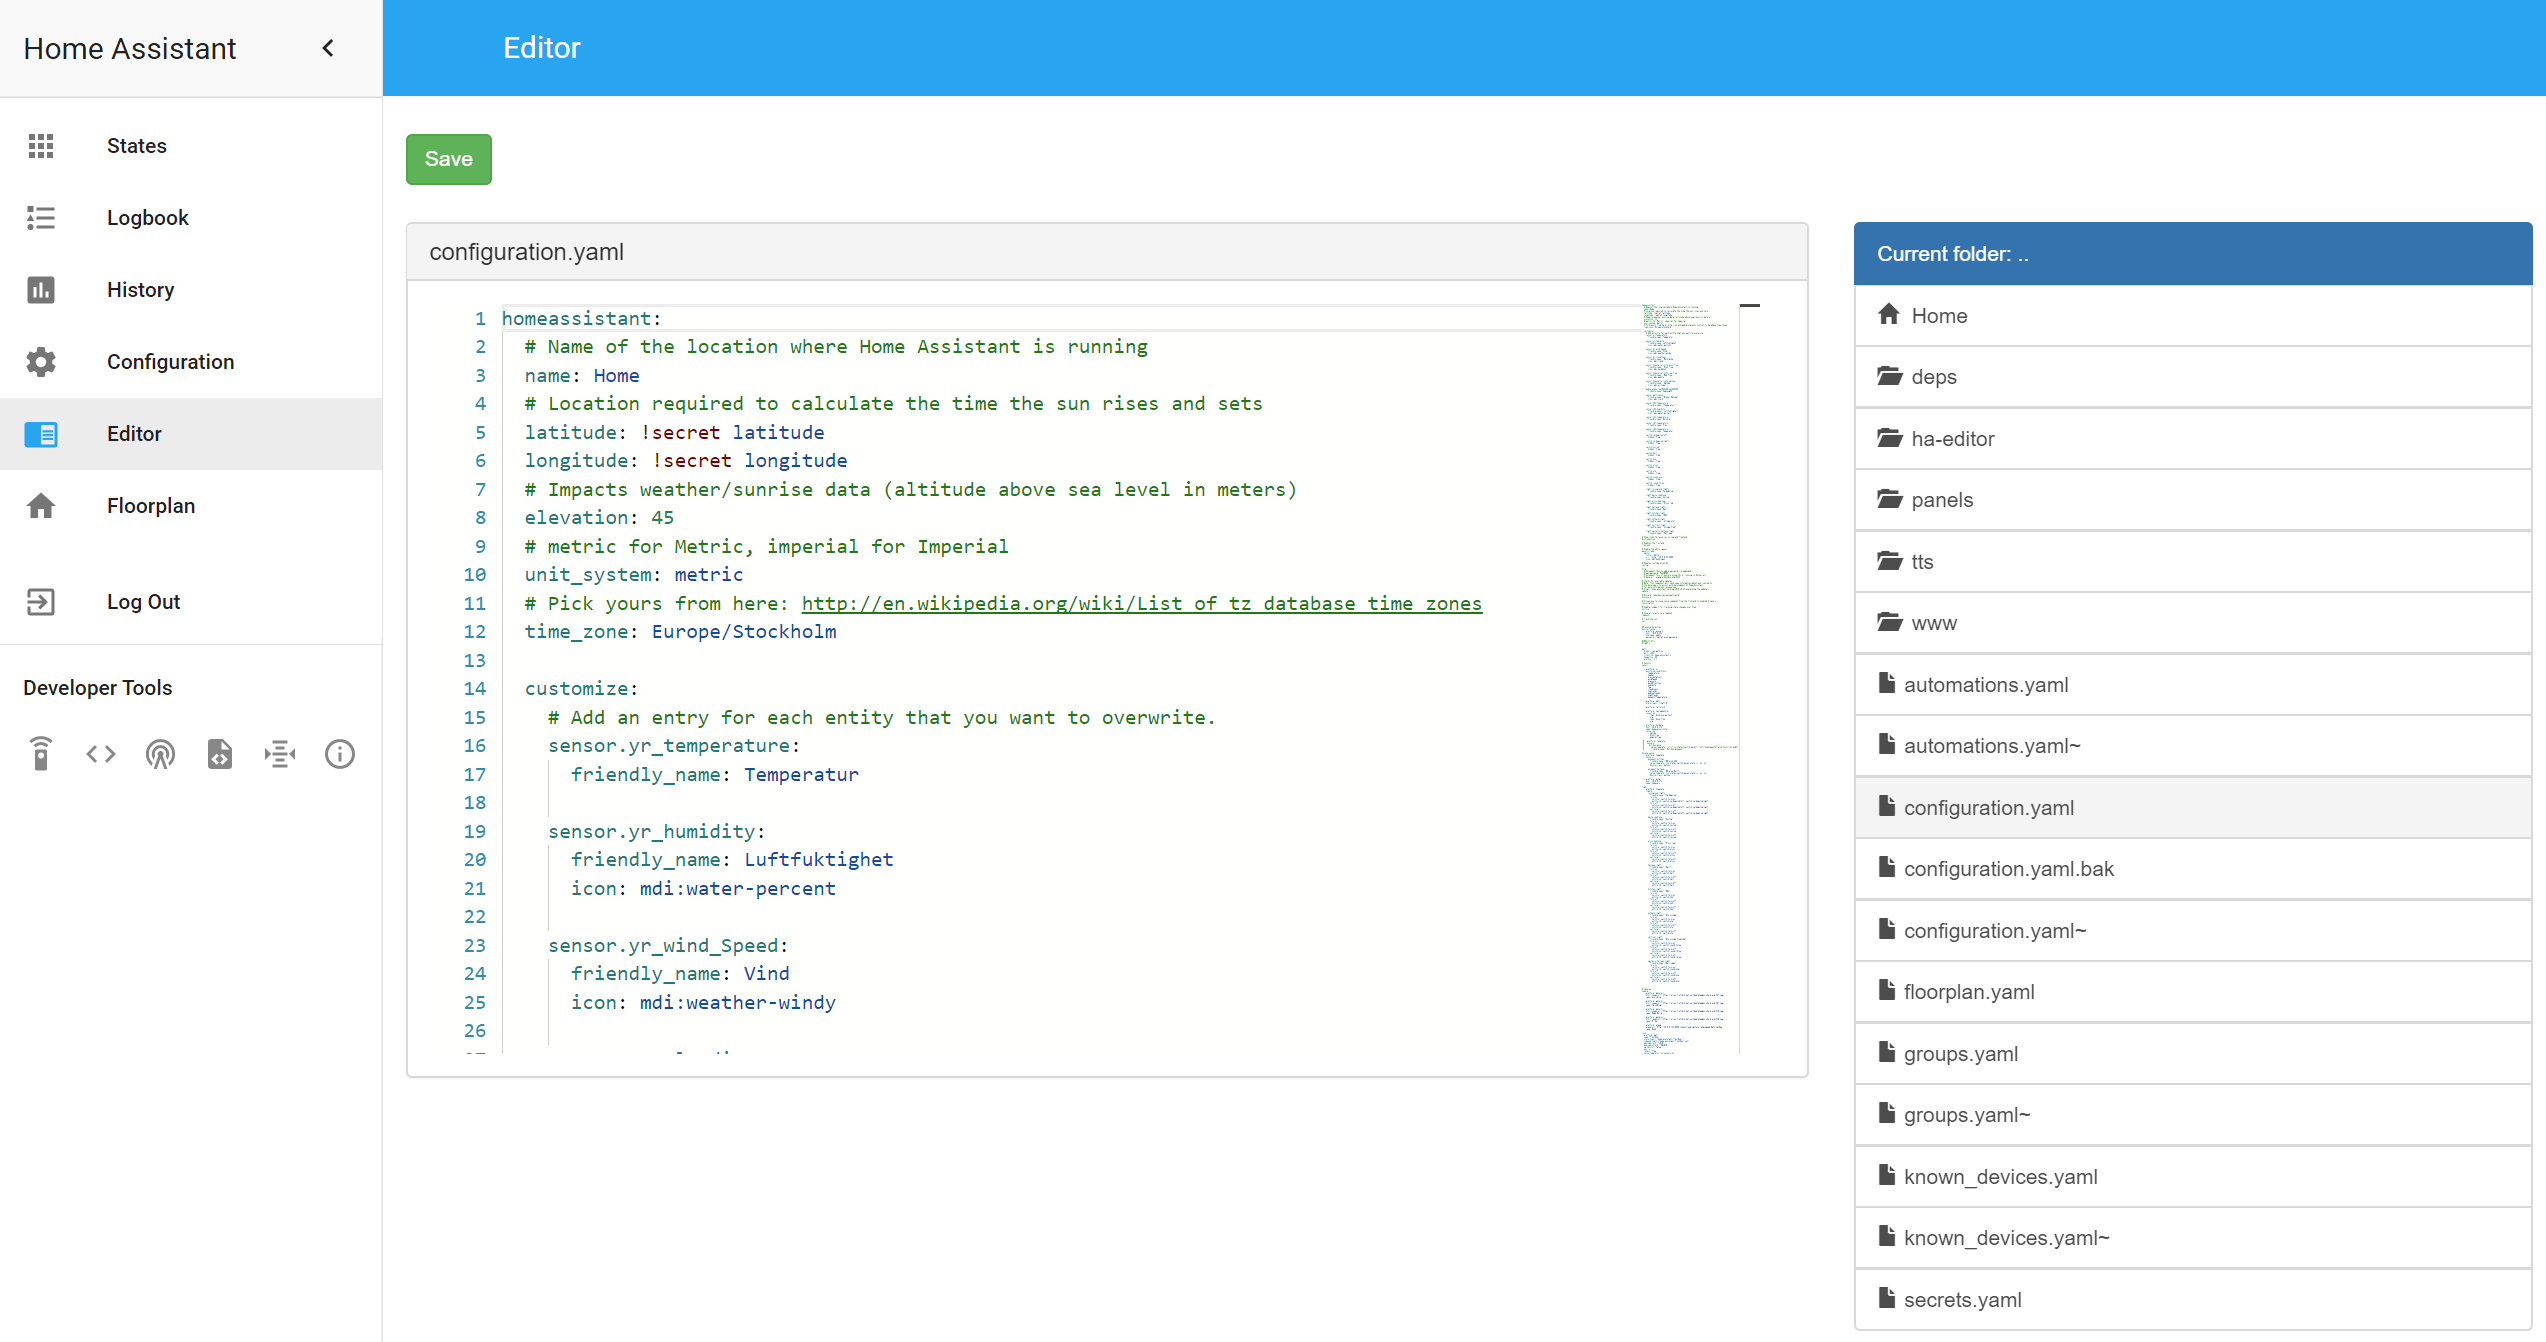 Home Assistant
States
Logbook
History
Configuration
Editor
Floorplan
Log Out
Developer Tools
Editor
Save
configuration.yaml
1 homeassistant:
2 # Name of the location where Home Assistant is running
3 name: Home
4 # Location required to calculate the time the sun rises and sets
5 latitude: !secret latitude
6 longitude: !secret longitude
7 # Impacts weather/sunrise data (altitude above sea level in meters)
8 elevation: 45
9 # metric for Metric, imperial for Imperial
10 unit_system: metric
11 # Pick yours from here: http://en.wikipedia.org/wiki/List_of_tz_database_time_zones
12 time_zone: Europe/Stockholm
13
14 customize:
15 # Add an entry for each entity that you want to overwrite.
16 sensor.yr_temperature:
17 friendly_name: Temperatur
18
19 sensor.yr_humidity:
20 friendly_name: Luftfuktighet
21 icon: mdi:water-percent
22
23 sensor.yr_wind_Speed:
24 friendly_name: Vind
25 icon: mdi:weather-windy
26
Current folder: ..
Home
deps
ha-editor
panels
tts
www
automations.yaml
automations.yaml~
configuration.yaml
configuration.yaml.bak
configuration.yaml~
floorplan.yaml
groups.yaml
groups.yaml~
known_devices.yaml
known_devices.yaml~
secrets.yaml